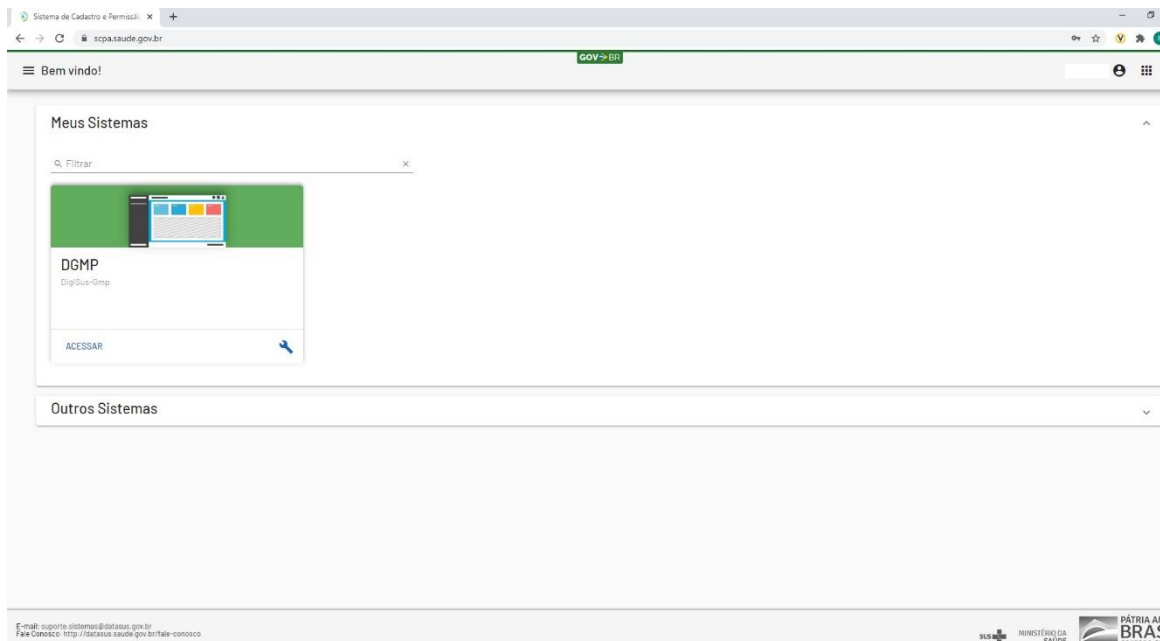 Sistema de Cadastro e Permissã
scpa.saude.gov.br
GOV BR
Bem vindo!
Meus Sistemas
Filtrar
DGMP
DigiSus-Gmp
ACESSAR
Outros Sistemas
E-mail: suporte.sistemas@datasus.gov.br
Fale Conosco: http://datasus.saude.gov.br/fale-conosco
SUS
MINISTÉRIO DA
SAÚDE
PÁTRIA
BRAS